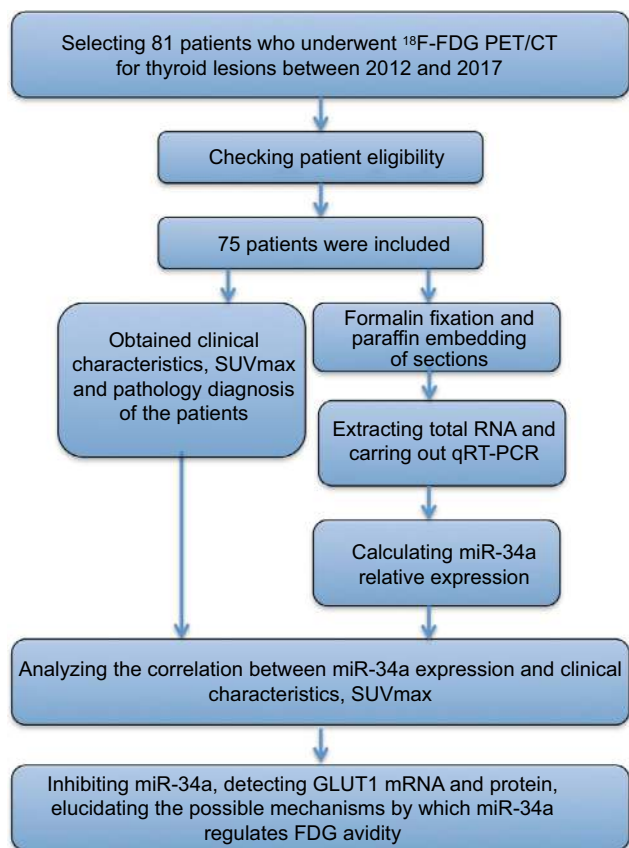 Selecting 81 patients who underwent ¹⁸F-FDG PET/CT
for thyroid lesions between 2012 and 2017
Checking patient eligibility
75 patients were included
Obtained clinical
characteristics, SUVmax
and pathology diagnosis
of the patients
Formalin fixation and
paraffin embedding
of sections
Extracting total RNA and
carring out qRT-PCR
Calculating miR-34a
relative expression
Analyzing the correlation between miR-34a expression and clinical
characteristics, SUVmax
Inhibiting miR-34a, detecting GLUT1 mRNA and protein,
elucidating the possible mechanisms by which miR-34a
regulates FDG avidity